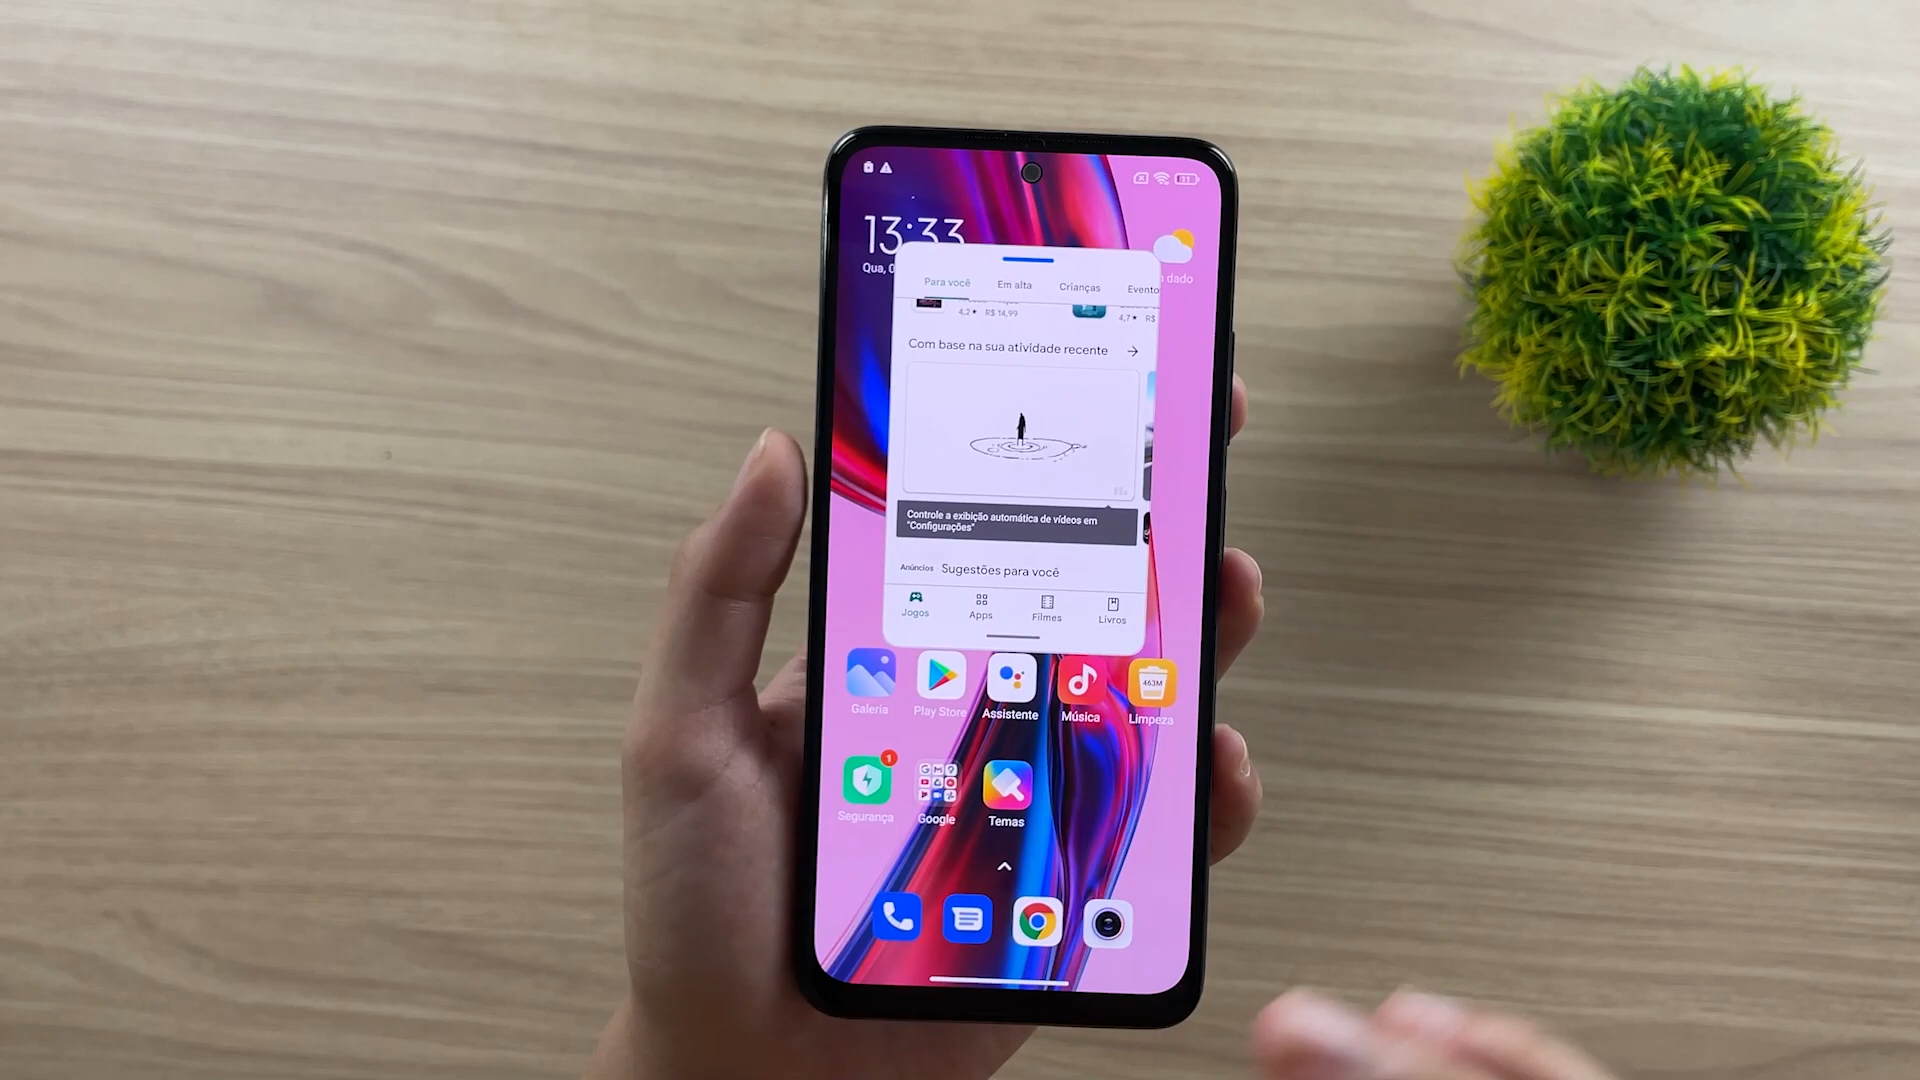 11
13:33
Qua, 0
dado
Para você
Em alta
Crianças
Evento
4,2★ R$ 14,99
4,7★ R$
Com base na sua atividade recente
Controle a exibição automática de vídeos em
"Configurações"
Anúncios · Sugestões para você
Jogos
Apps
Filmes
Livros
463M
Galeria
Play Store
Assistente
Música
Limpeza
1
Segurança
Google
Temas